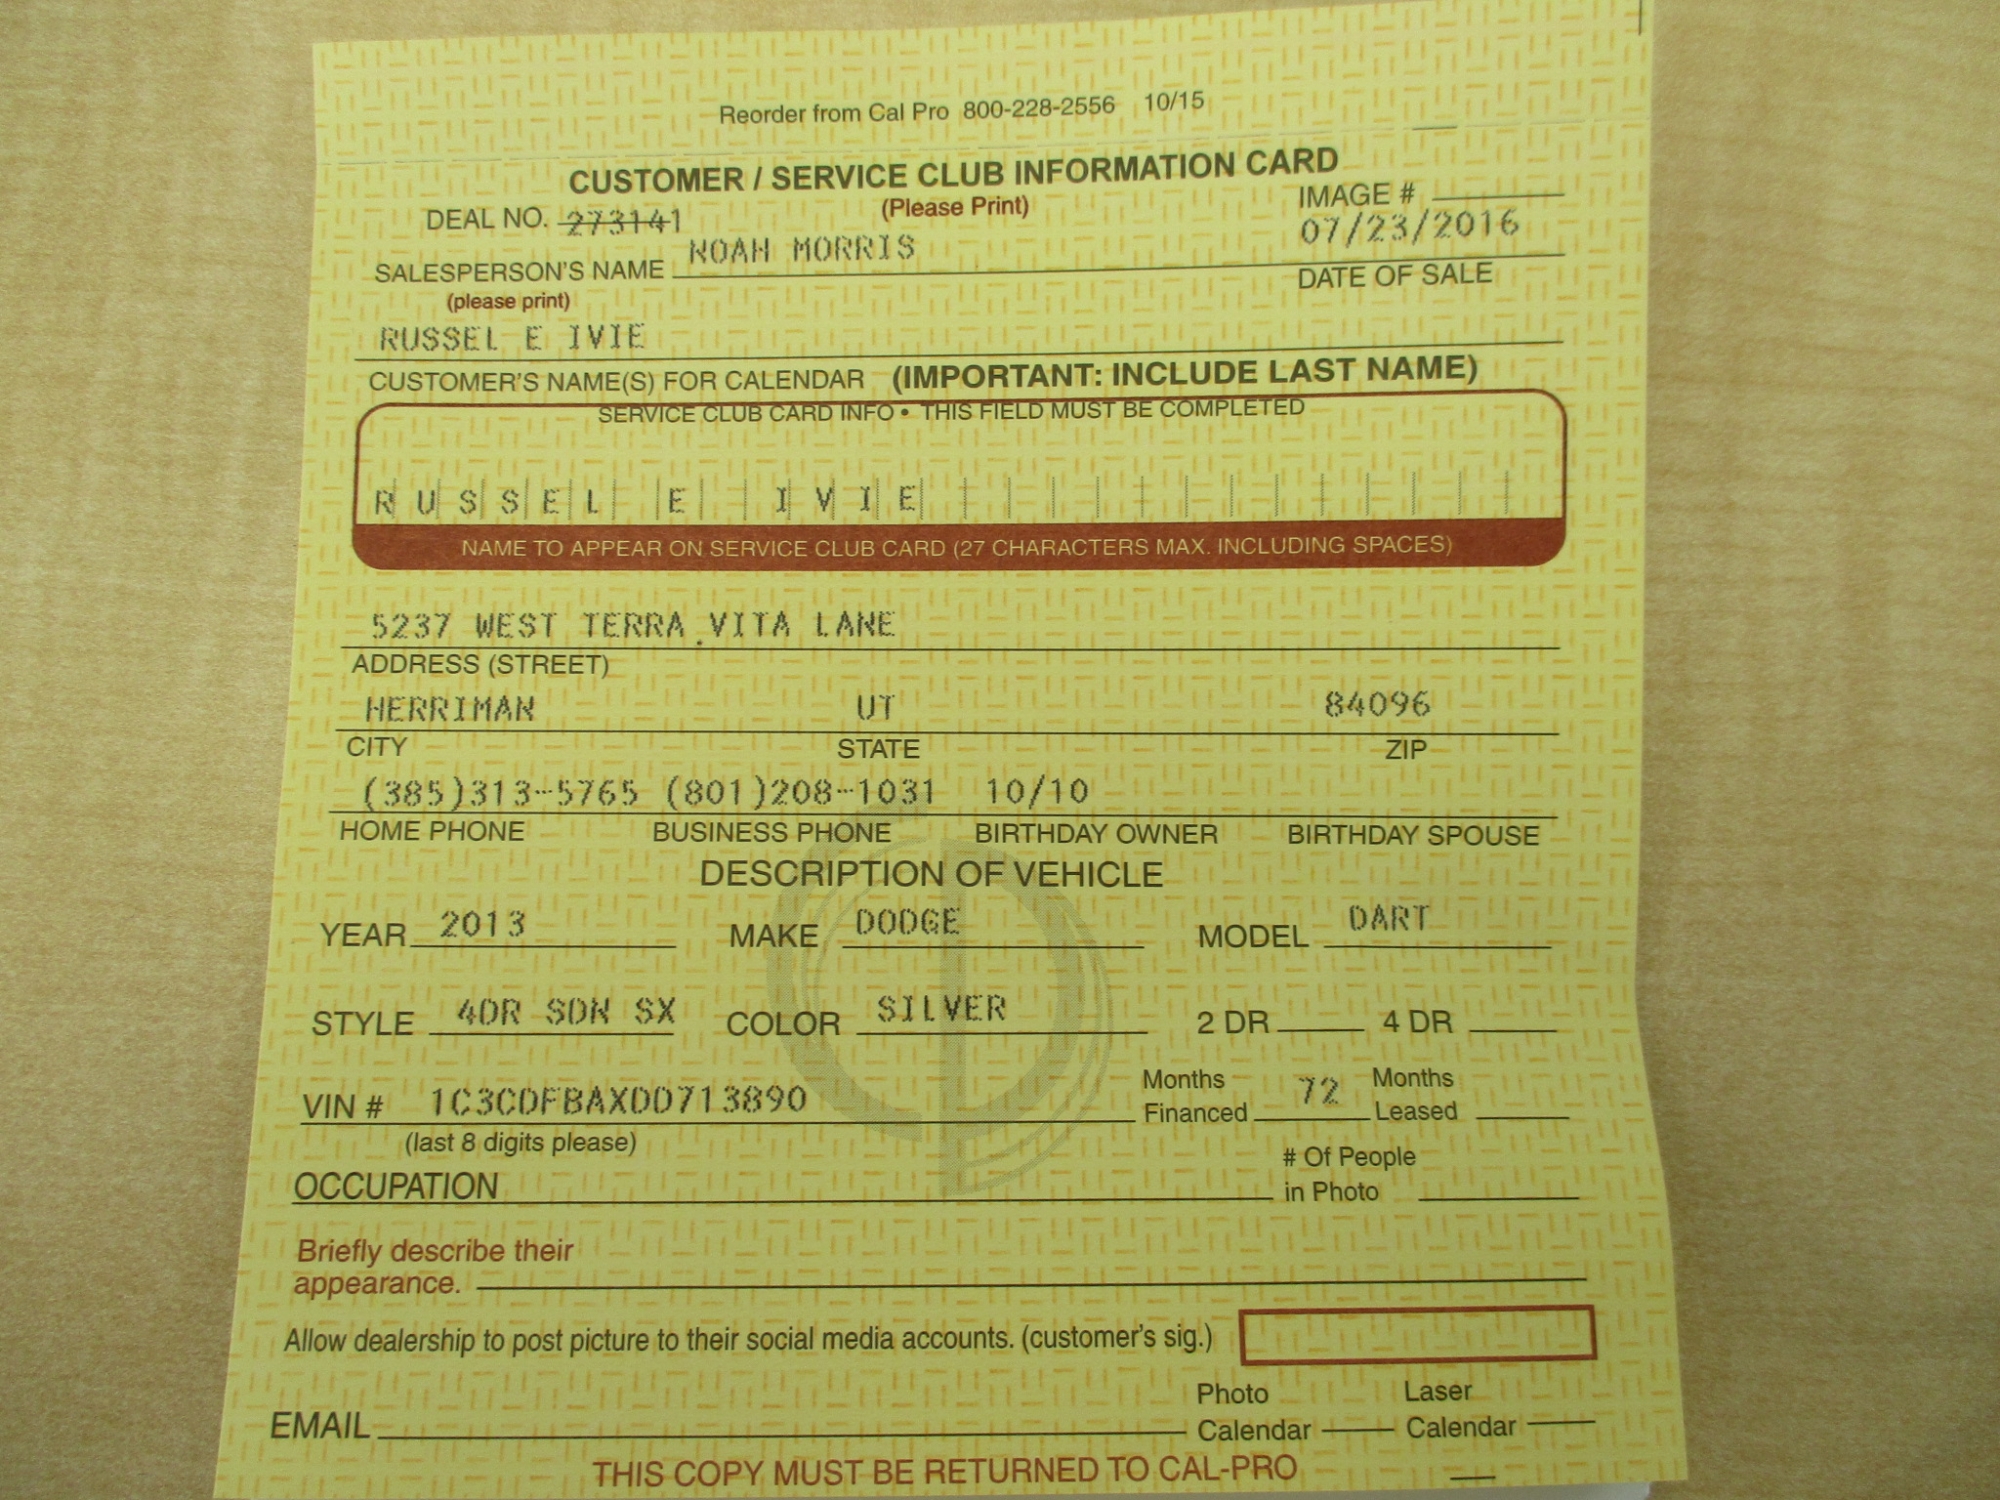 Reorder from Cal Pro 800-228-2556 10/15
CUSTOMER / SERVICE CLUB INFORMATION CARD
(Please Print)
IMAGE #
DEAL NO. 273141
07/23/2016
SALESPERSON'S NAME NOAH MORRIS
DATE OF SALE
(please print)
RUSSEL E IVIE
CUSTOMER'S NAME(S) FOR CALENDAR (IMPORTANT: INCLUDE LAST NAME)
SERVICE CLUB CARD INFO • THIS FIELD MUST BE COMPLETED
RUSSEL E IVIE
NAME TO APPEAR ON SERVICE CLUB CARD (27 CHARACTERS MAX. INCLUDING SPACES)
5237 WEST TERRA VITA LANE
ADDRESS (STREET)
HERRIMAN UT 84096
CITY STATE ZIP
(385)313-5765 (801)208-1031 10/10
HOME PHONE BUSINESS PHONE BIRTHDAY OWNER BIRTHDAY SPOUSE
DESCRIPTION OF VEHICLE
YEAR 2013 MAKE DODGE MODEL DART
STYLE 4DR SDN SX COLOR SILVER 2 DR 4 DR
VIN # 1C3CDFBAXDD713890 Months Financed 72 Months Leased
(last 8 digits please)
OCCUPATION # Of People in Photo
Briefly describe their
appearance.
Allow dealership to post picture to their social media accounts. (customer's sig.)
EMAIL Photo Calendar Laser Calendar
THIS COPY MUST BE RETURNED TO CAL-PRO